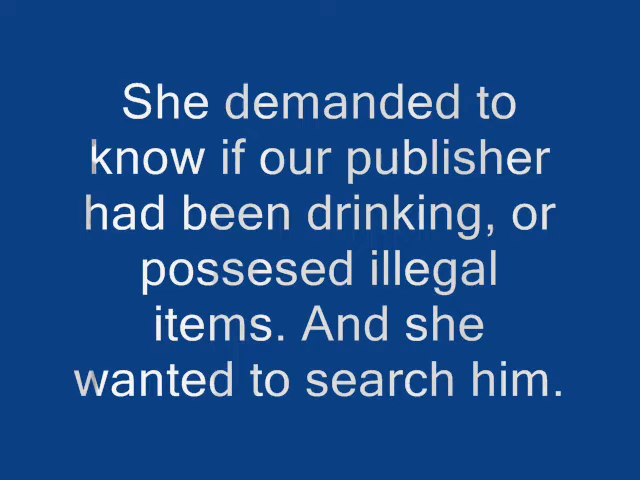 She demanded to
know if our publisher
had been drinking, or
possesed illegal
items. And she
wanted to search him.